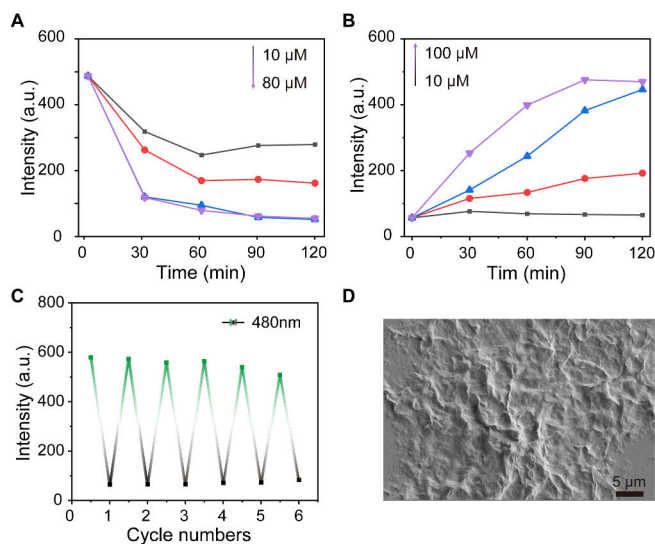 A
600
400
200
0
Intensity (a.u.)
10 µM
80 µM
0 30 60 90 120
Time (min)
B
600
400
200
0
Intensity (a.u.)
100 µM
10 µM
0 30 60 90 120
Tim (min)
C
800
600
400
200
0
Intensity (a.u.)
480nm
0 1 2 3 4 5 6
Cycle numbers
D
5 µm